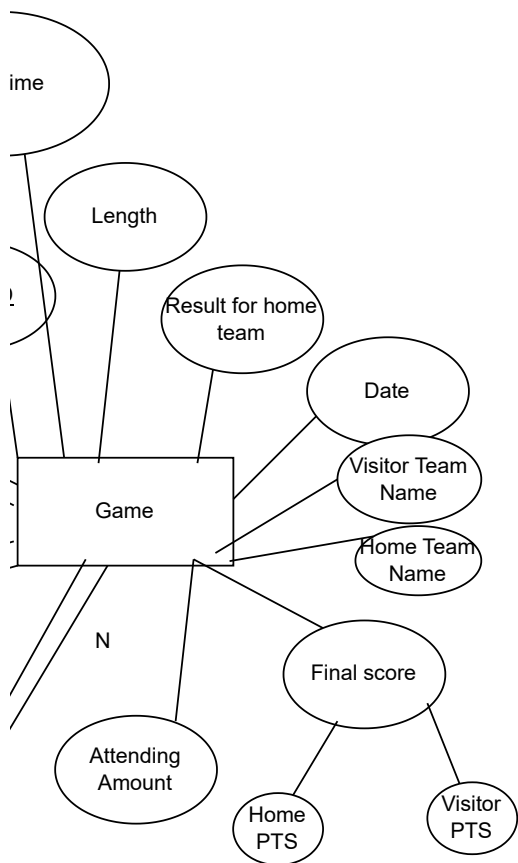 ime
Length
Result for home
team
Date
Visitor Team
Name
Game
Home Team
Name
N
Final score
Attending
Amount
Home
PTS
Visitor
PTS